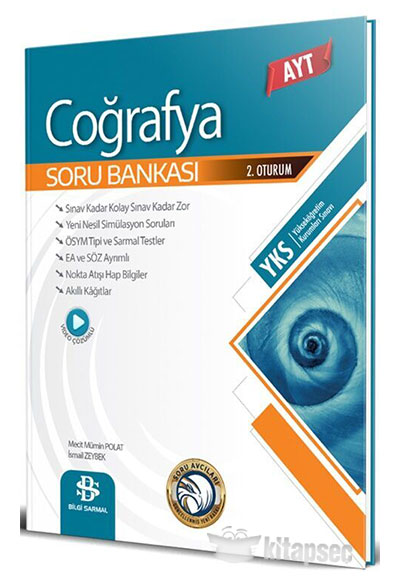 AYT
Coğrafya
SORU BANKASI
2. OTURUM
Sınav Kadar Kolay Sınav Kadar Zor
Yeni Nesil Simülasyon Soruları
ÖSYM Tipi ve Sarmal Testler
EA ve SÖZ Ayrımlı
Nokta Atışı Hap Bilgiler
Akıllı Kâğıtlar
YKS
Yükseköğretim
Kurumları Sınavı
VİDEO ÇÖZÜMLÜ
Mecit Mümin POLAT
İsmail ZEYBEK
BİLGİ SARMAL
SORU AVCILARI
kitapseç